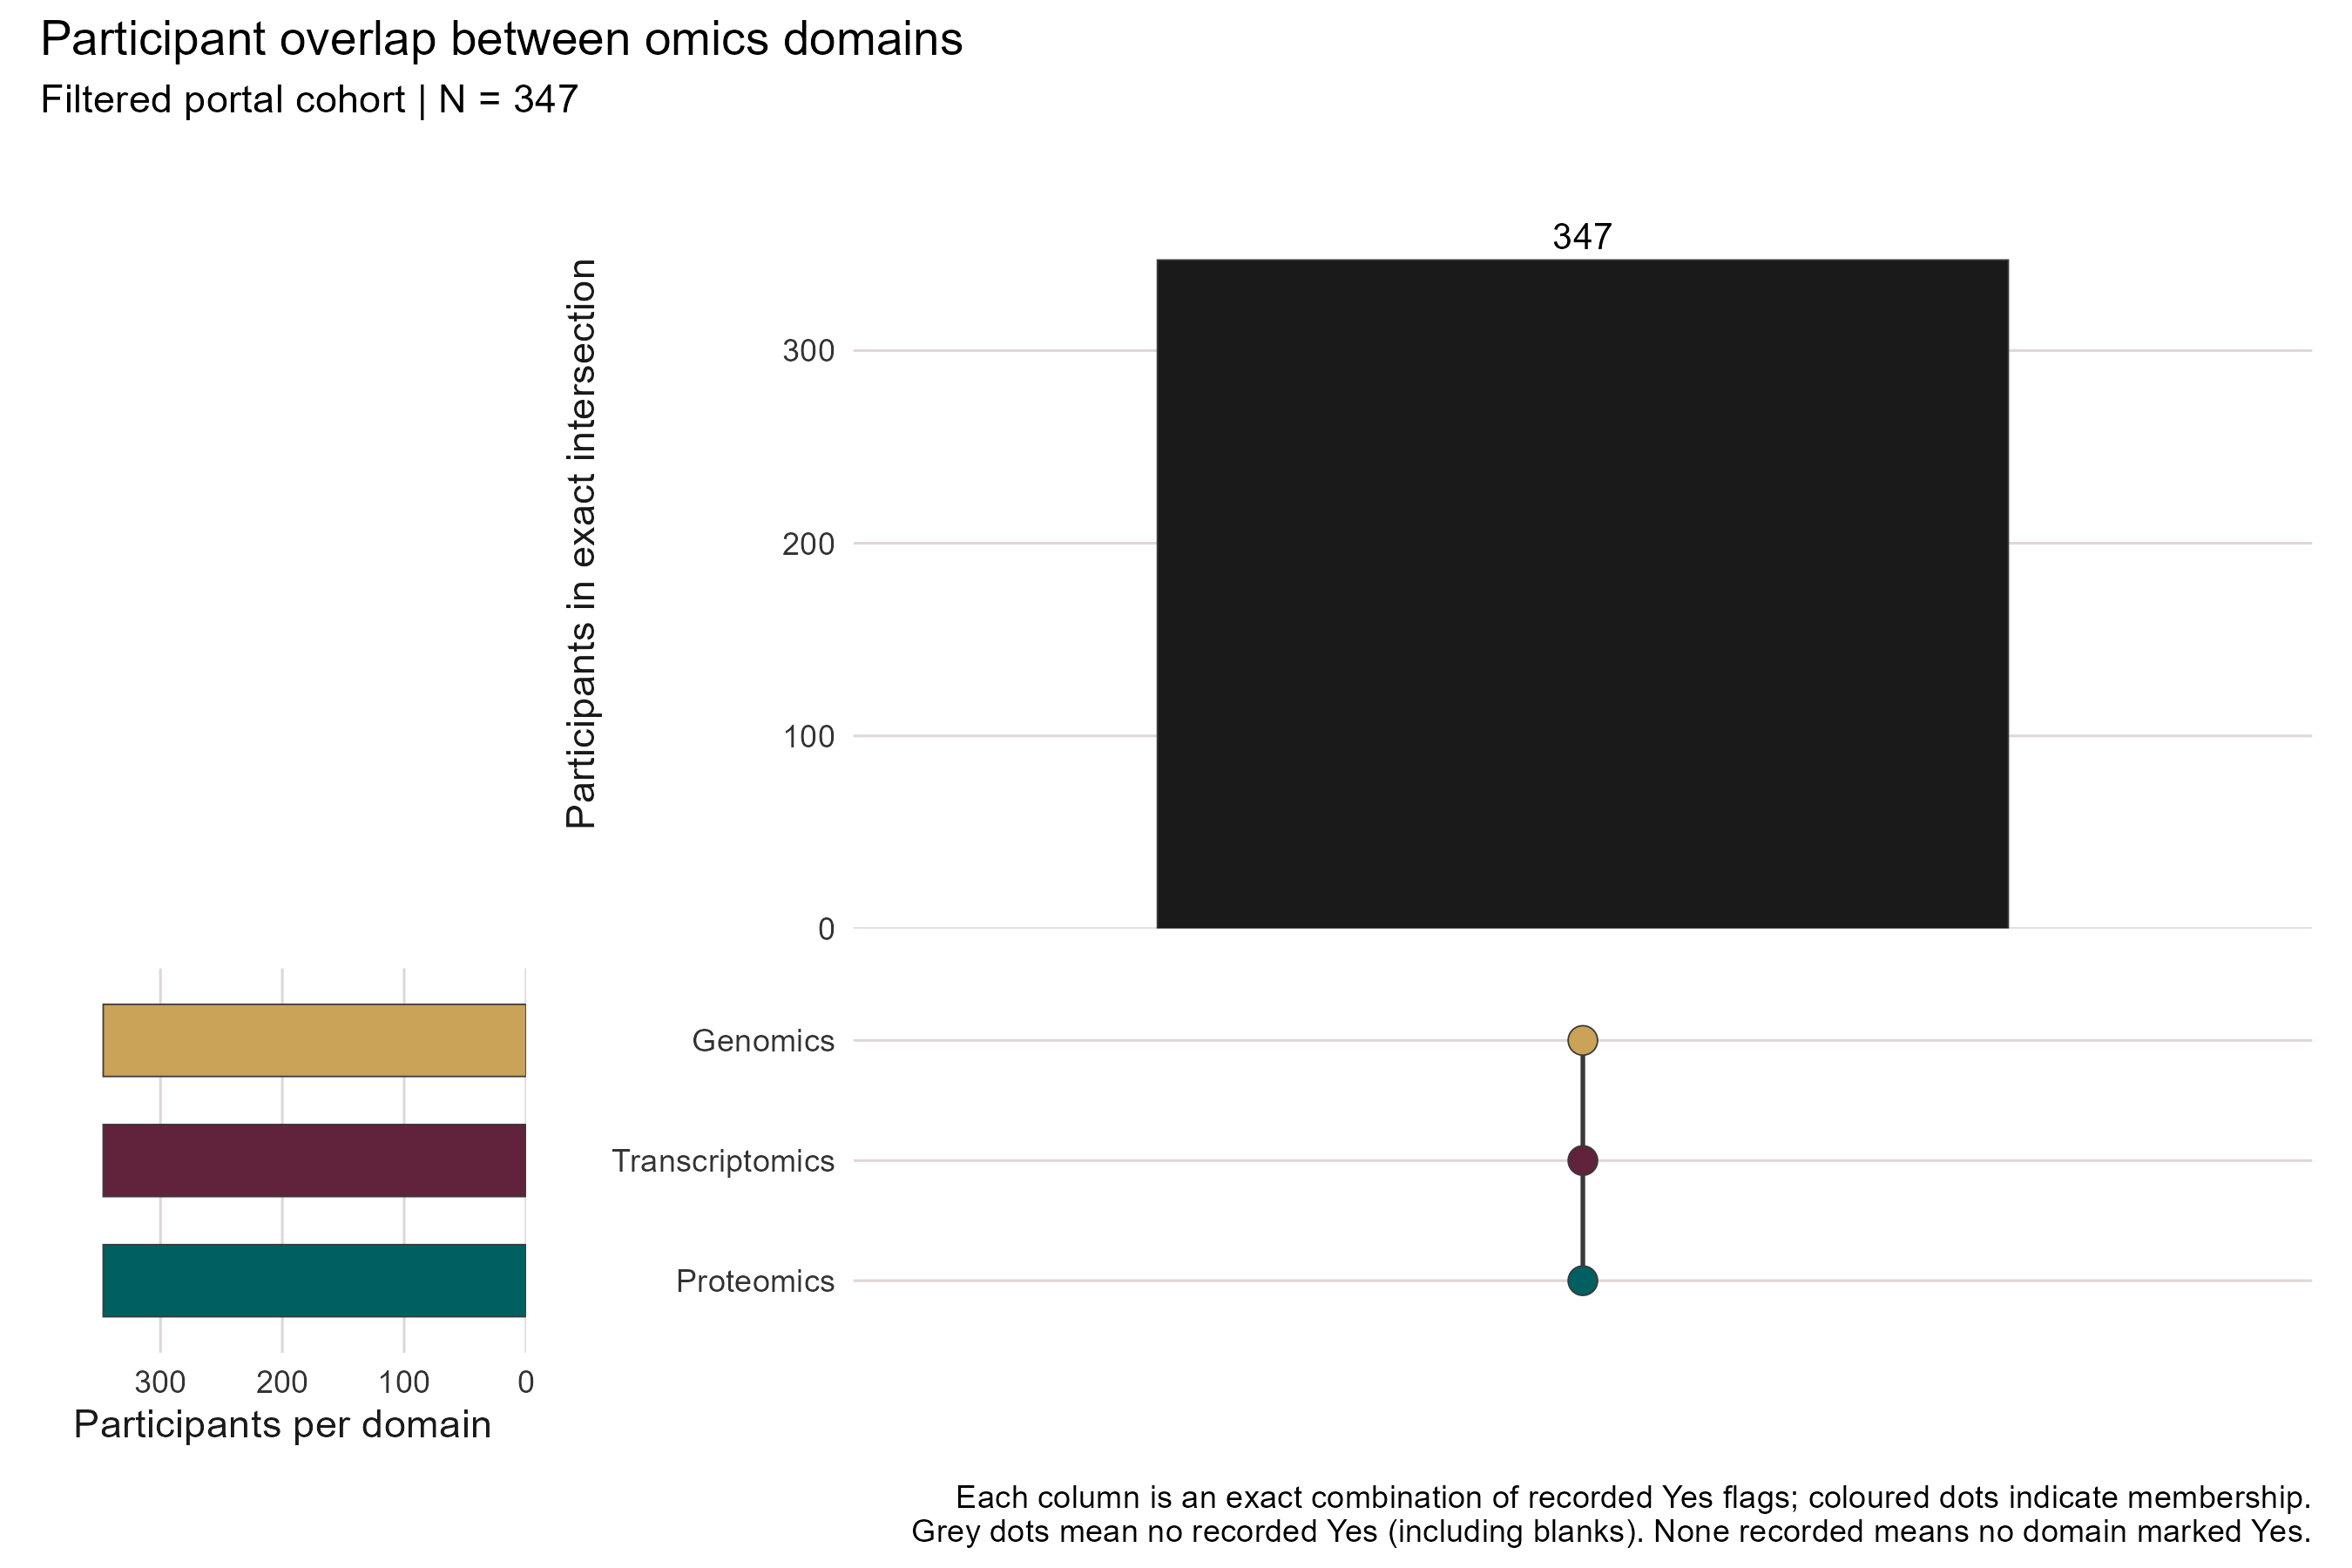 Participant overlap between omics domains
Filtered portal cohort | N = 347
347
Participants in exact intersection
300
200
100
0
Genomics
Transcriptomics
Proteomics
300 200 100 0
Participants per domain
Each column is an exact combination of recorded Yes flags; coloured dots indicate membership.
Grey dots mean no recorded Yes (including blanks). None recorded means no domain marked Yes.